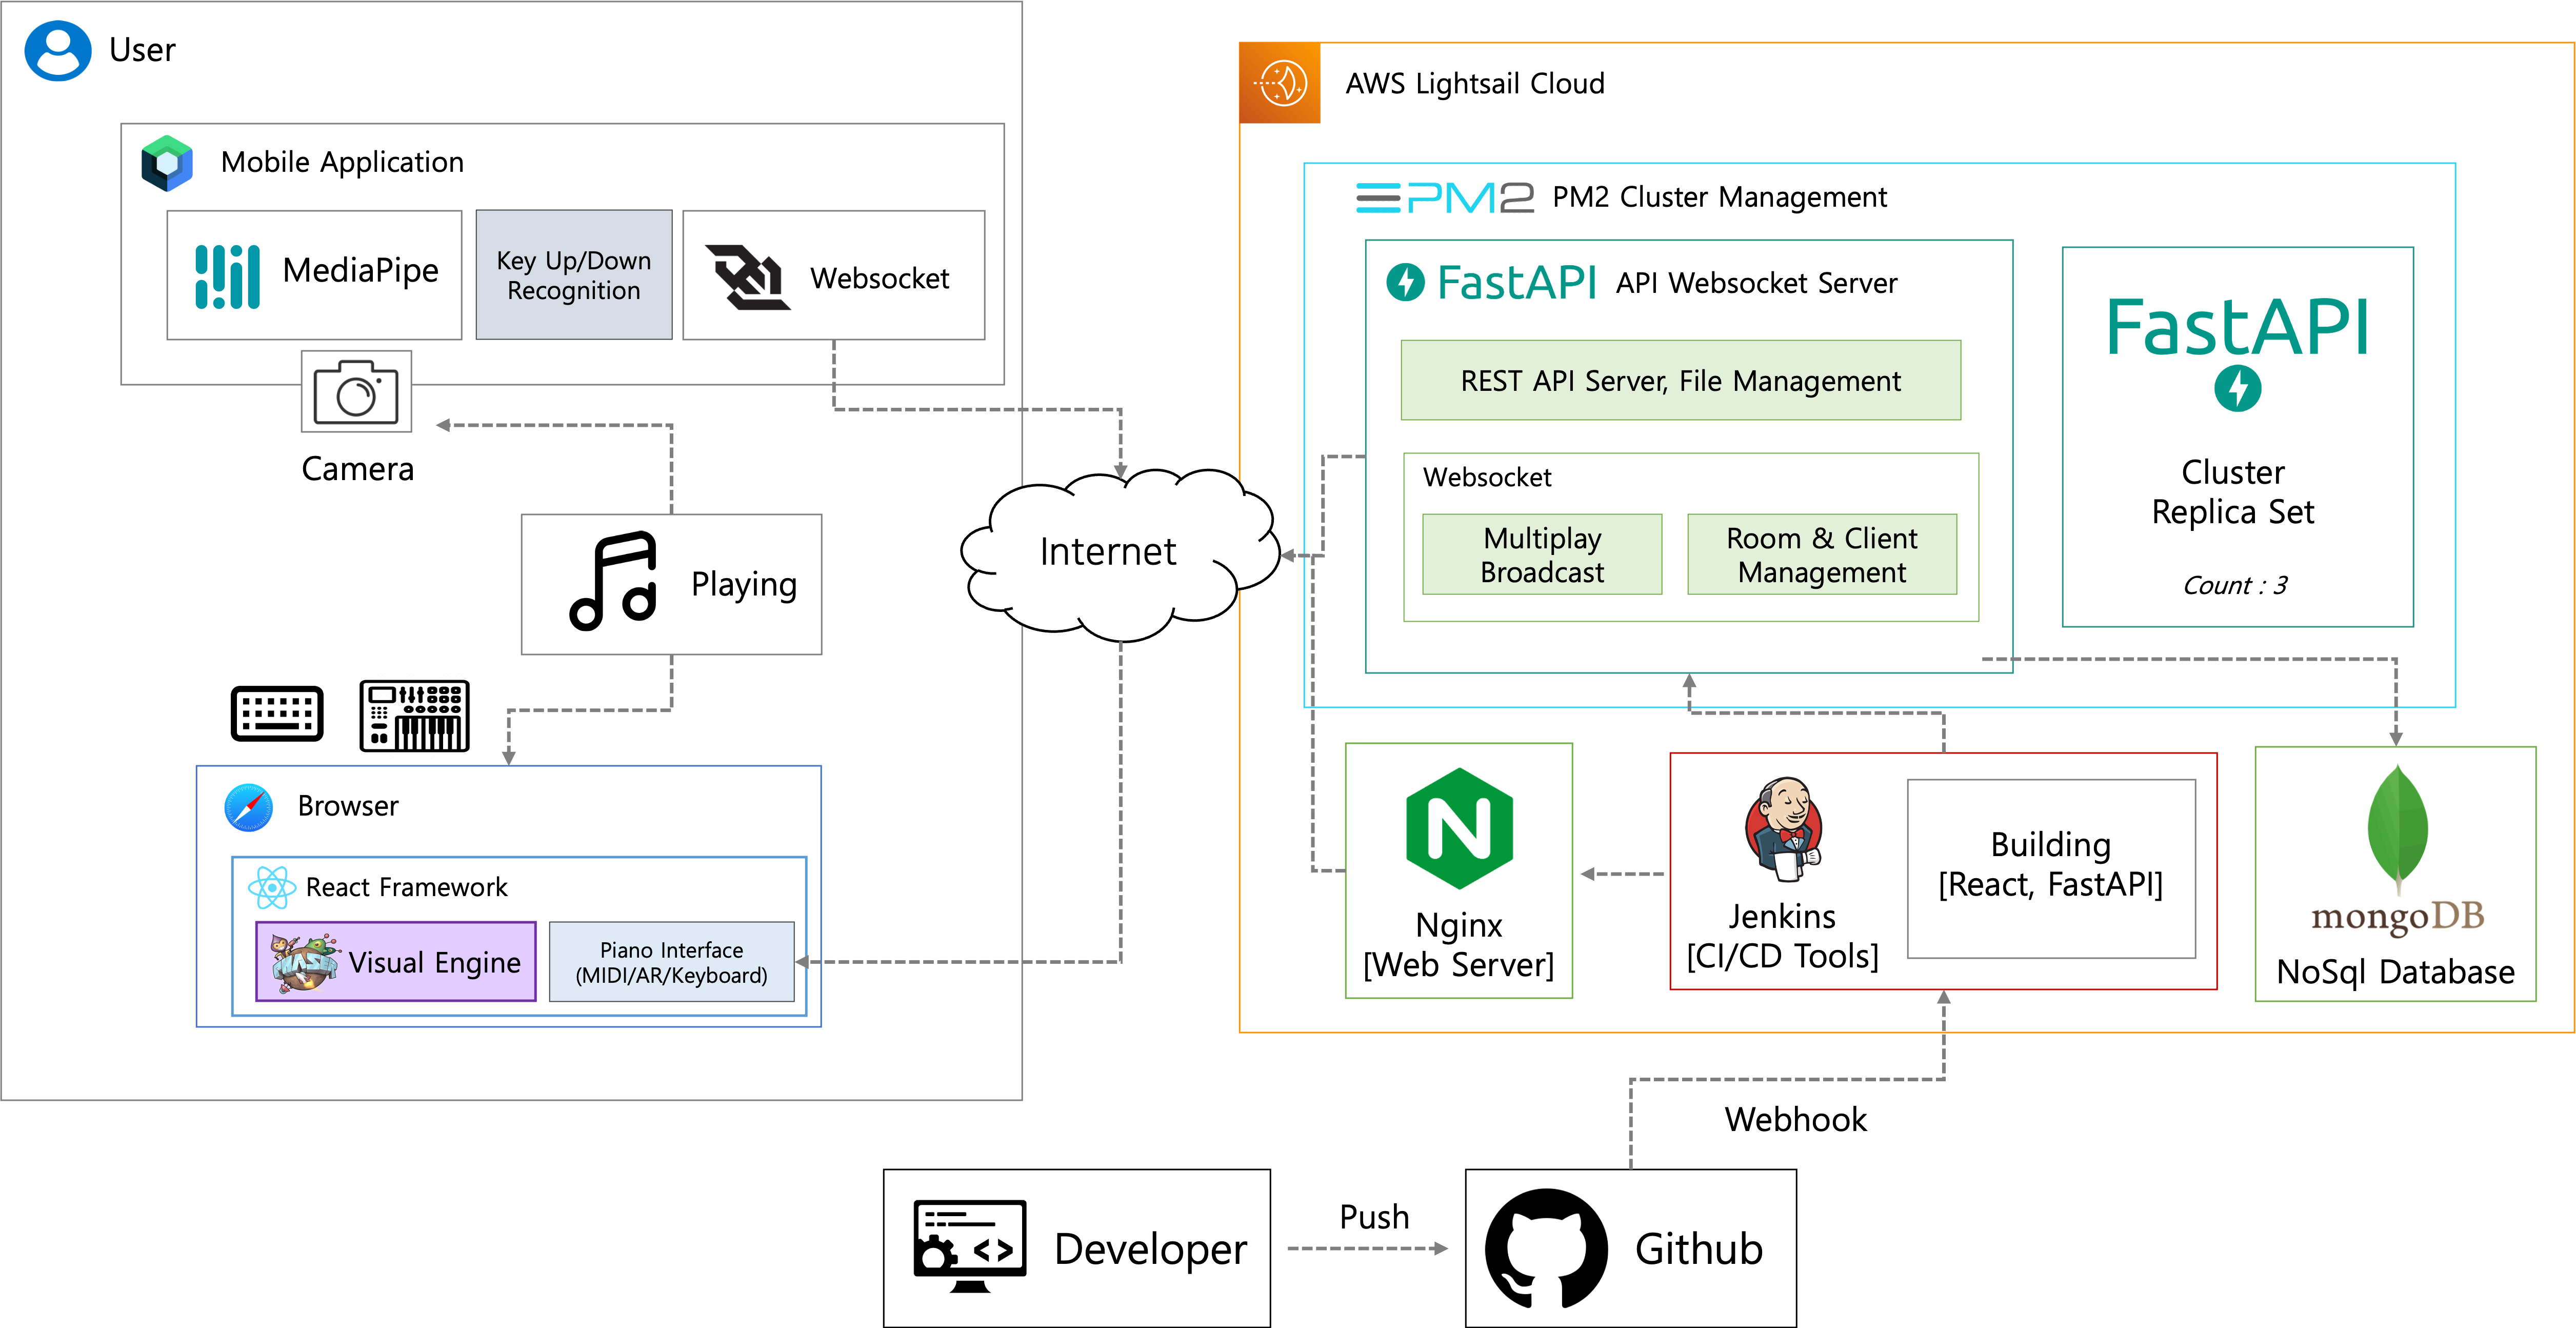 User
Mobile Application
MediaPipe
Key Up/Down
Recognition
Websocket
Camera
Playing
Browser
React Framework
PHASER
Visual Engine
Piano Interface
(MIDI/AR/Keyboard)
Internet
AWS Lightsail Cloud
PM2
PM2 Cluster Management
FastAPI
API Websocket Server
REST API Server, File Management
Websocket
Multiplay
Broadcast
Room & Client
Management
FastAPI
Cluster
Replica Set
Count : 3
N
Nginx
[Web Server]
Jenkins
[CI/CD Tools]
Building
[React, FastAPI]
mongoDB
NoSql Database
Webhook
Developer
Push
Github